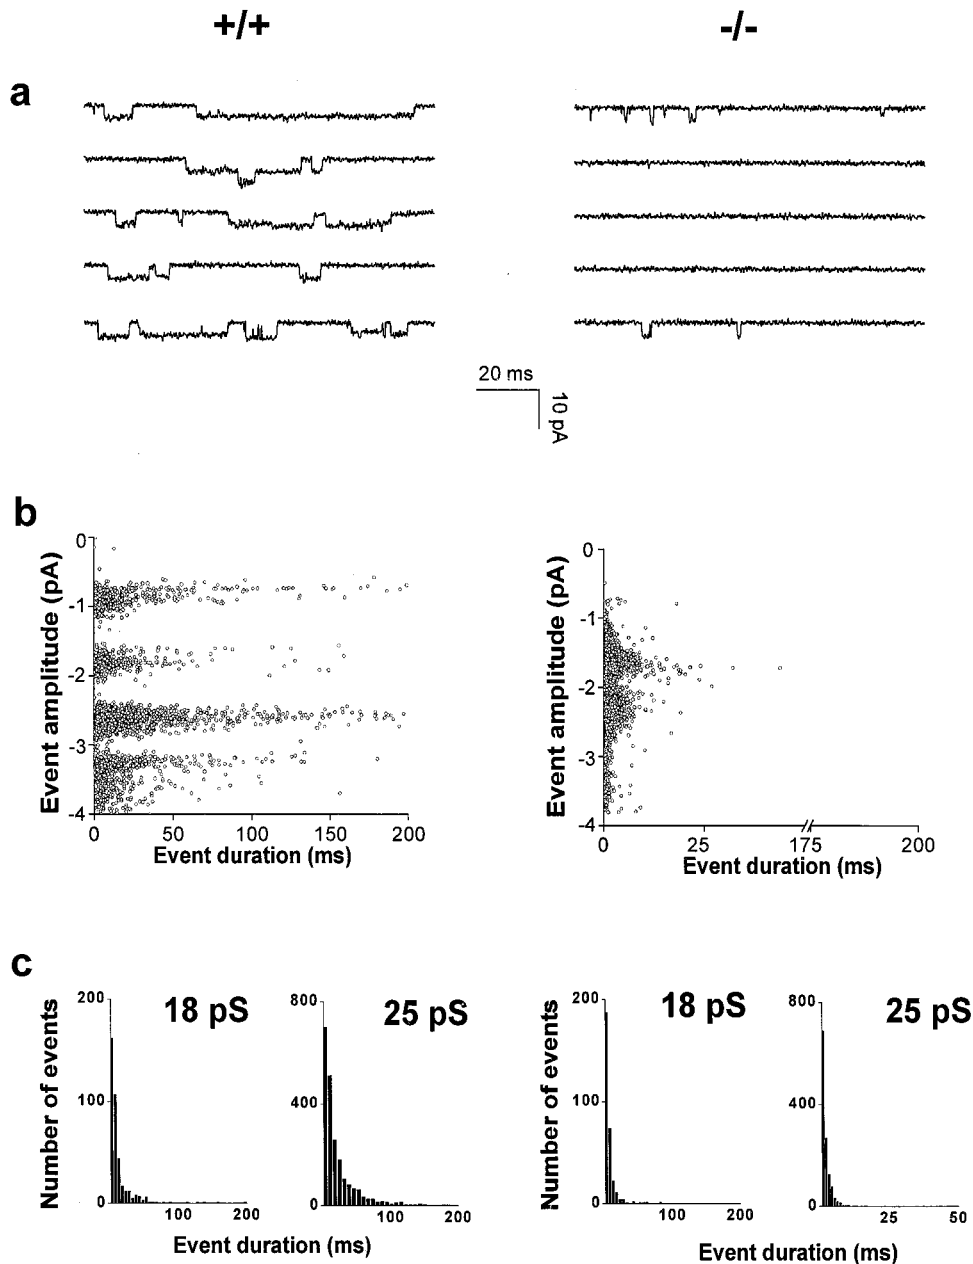 +/+ -/-
a
20 ms
10 pA
b
Event amplitude (pA)
0
-1
-2
-3
-4
0 50 100 150 200
Event duration (ms)
Event amplitude (pA)
0
-1
-2
-3
-4
0 25 175 200
Event duration (ms)
c
Number of events
200
100
0
18 pS
100 200
800
400
0
25 pS
100 200
Event duration (ms)
Number of events
200
100
0
18 pS
100 200
800
400
0
25 pS
25 50
Event duration (ms)